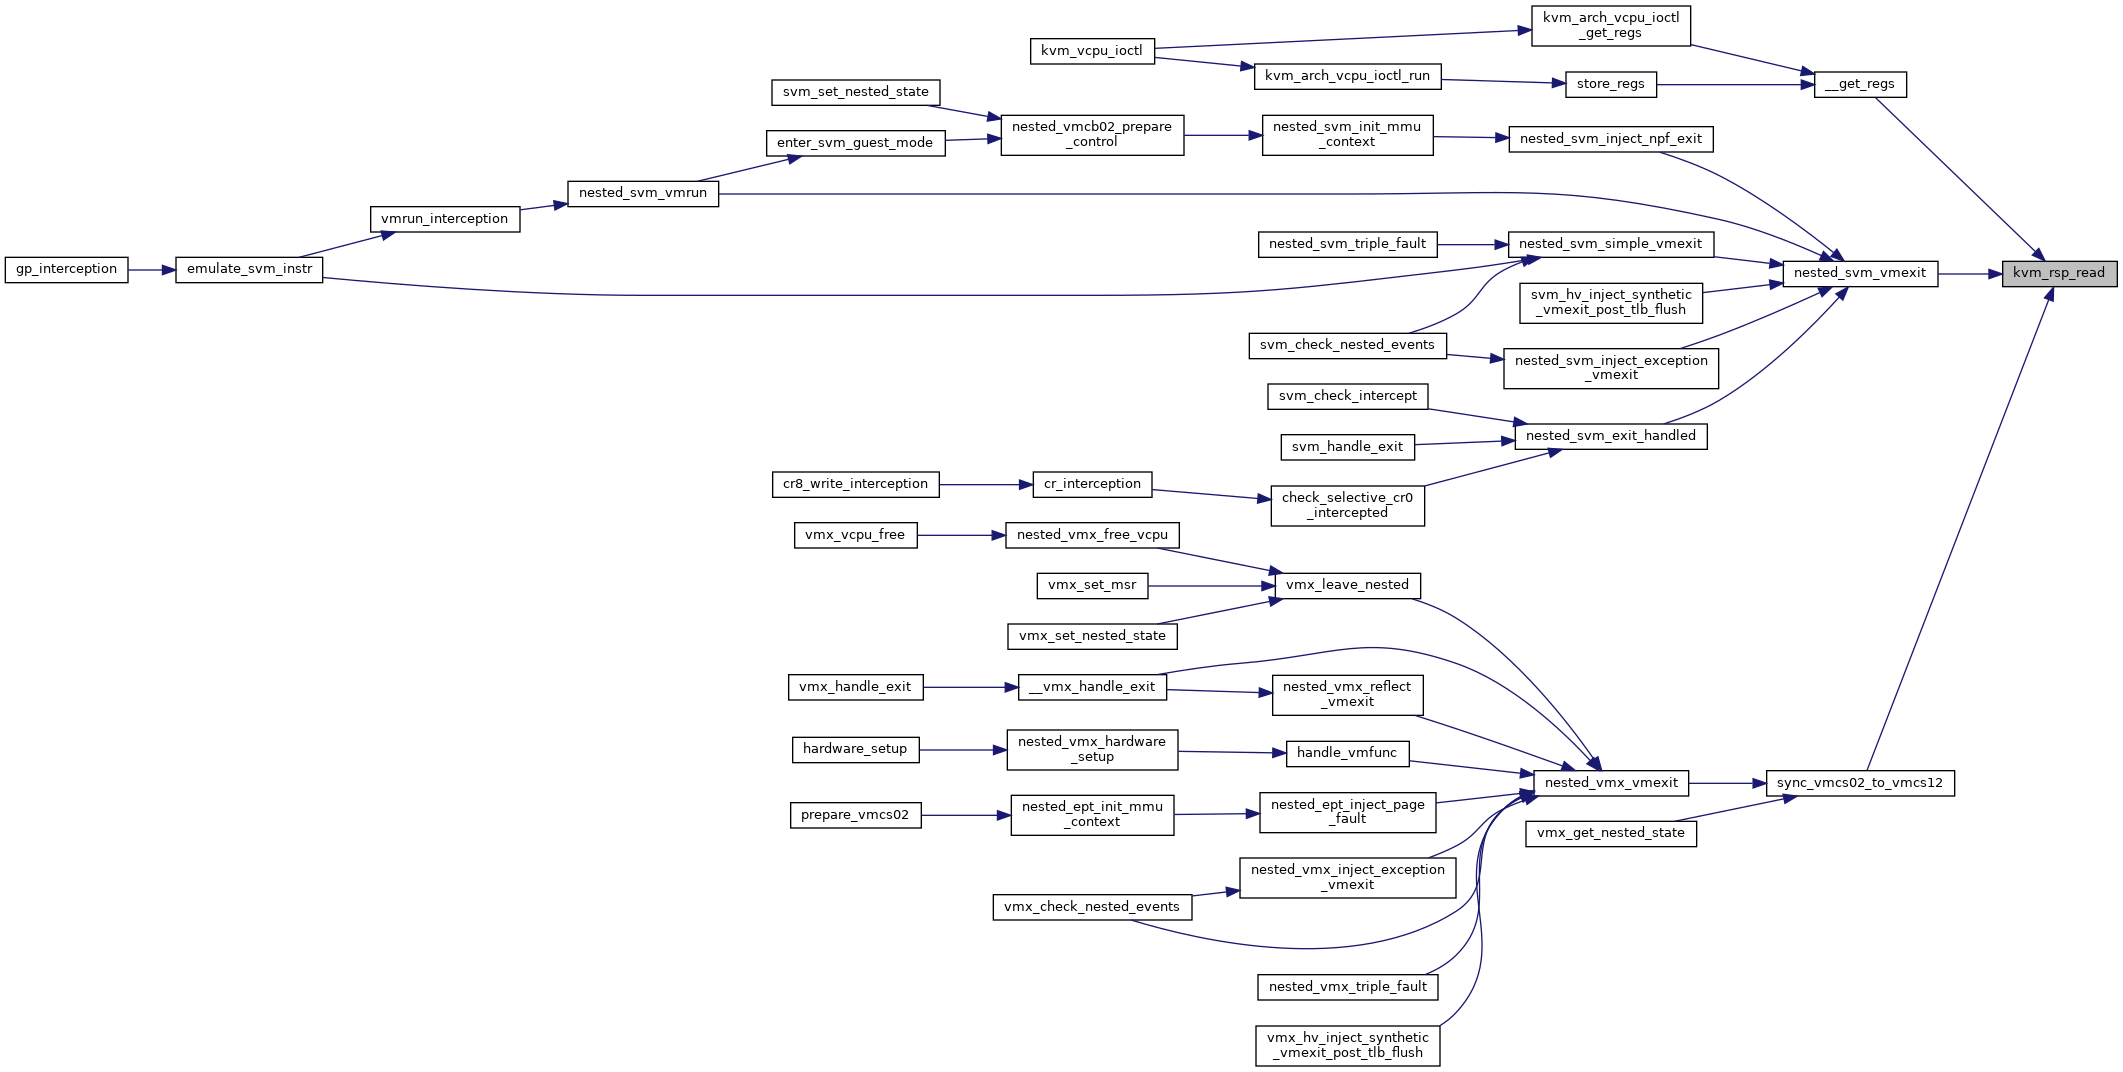 kvm_arch_vcpu_ioctl
_get_regs
kvm_vcpu_ioctl
kvm_arch_vcpu_ioctl_run
store_regs
__get_regs
svm_set_nested_state
nested_vmcb02_prepare
_control
nested_svm_init_mmu
_context
nested_svm_inject_npf_exit
enter_svm_guest_mode
nested_svm_vmrun
vmrun_interception
gp_interception
emulate_svm_instr
nested_svm_triple_fault
nested_svm_simple_vmexit
nested_svm_vmexit
kvm_rsp_read
svm_hv_inject_synthetic
_vmexit_post_tlb_flush
svm_check_nested_events
nested_svm_inject_exception
_vmexit
svm_check_intercept
nested_svm_exit_handled
svm_handle_exit
cr8_write_interception
cr_interception
check_selective_cr0
_intercepted
vmx_vcpu_free
nested_vmx_free_vcpu
vmx_set_msr
vmx_leave_nested
vmx_set_nested_state
vmx_handle_exit
__vmx_handle_exit
nested_vmx_reflect
_vmexit
hardware_setup
nested_vmx_hardware
_setup
handle_vmfunc
nested_vmx_vmexit
sync_vmcs02_to_vmcs12
prepare_vmcs02
nested_ept_init_mmu
_context
nested_ept_inject_page
_fault
vmx_get_nested_state
nested_vmx_inject_exception
_vmexit
vmx_check_nested_events
nested_vmx_triple_fault
vmx_hv_inject_synthetic
_vmexit_post_tlb_flush